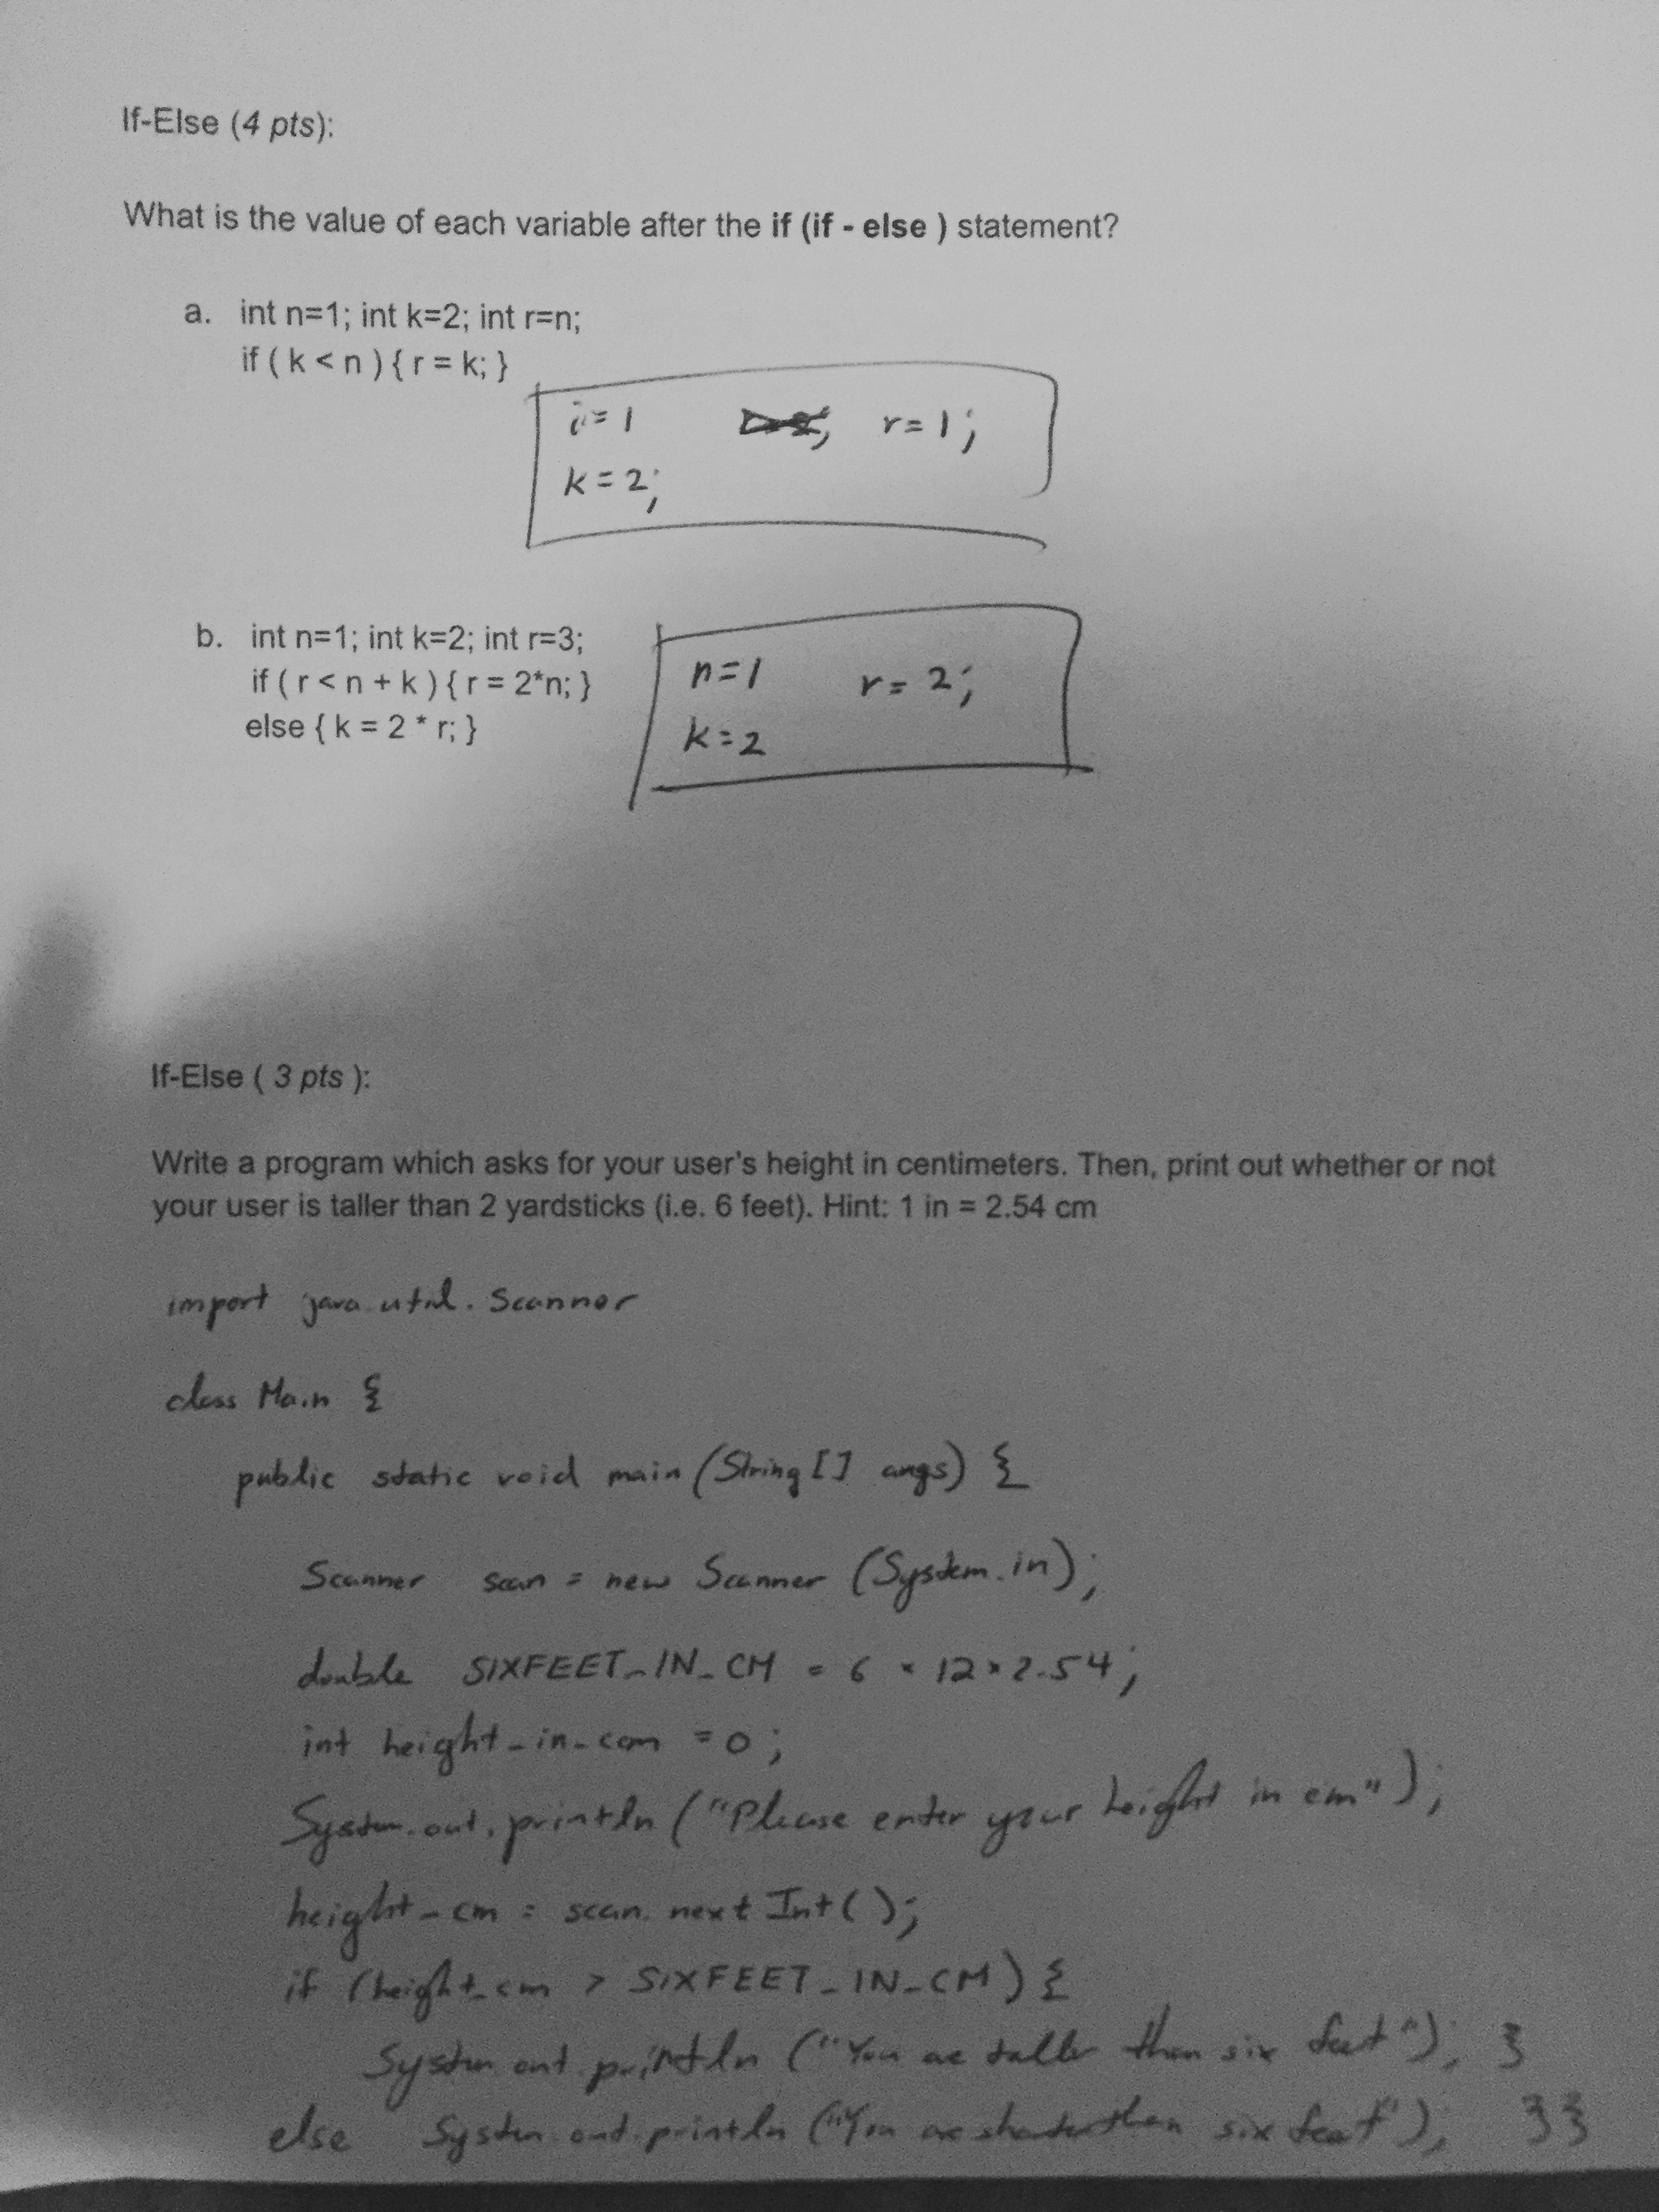 If-Else (4 pts):
What is the value of each variable after the if (if - else ) statement?
a. int n=1; int k=2; int r=n;
if ( k < n ) { r = k; }
n=1 r=1;
k=2;
b. int n=1; int k=2; int r=3;
if ( r < n + k ) { r = 2*n; }
else { k = 2 * r; }
n=1 r=2;
k=2
If-Else ( 3 pts ):
Write a program which asks for your user's height in centimeters. Then, print out whether or not
your user is taller than 2 yardsticks (i.e. 6 feet). Hint: 1 in = 2.54 cm
import java.util.Scanner
class Main {
public static void main (String [] args) {
Scanner scan = new Scanner (System.in);
double SIXFEET_IN_CM = 6 * 12 * 2.54;
int height_in_cm = 0;
System.out.println ("Please enter your height in cm");
height_cm = scan.nextInt();
if (height_cm > SIXFEET_IN_CM) {
System.out.println ("You are taller than six feet"); }
else System.out.println ("You are shorter than six feet"); }}